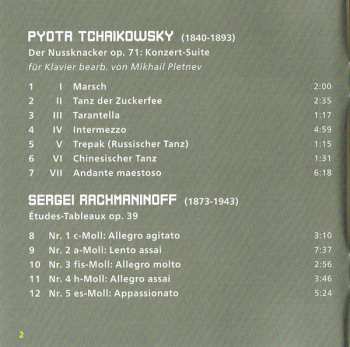 PYOTR TCHAIKOWSKY (1840-1893)
Der Nussknacker op. 71: Konzert-Suite
für Klavier bearb. von Mikhail Pletnev
1 I Marsch 2:00
2 II Tanz der Zuckerfee 2:35
3 III Tarantella 1:17
4 IV Intermezzo 4:59
5 V Trepak (Russischer Tanz) 1:15
6 VI Chinesischer Tanz 1:31
7 VII Andante maestoso 6:18
SERGEI RACHMANINOFF (1873-1943)
Études-Tableaux op. 39
8 Nr. 1 c-Moll: Allegro agitato 3:10
9 Nr. 2 a-Moll: Lento assai 7:37
10 Nr. 3 fis-Moll: Allegro molto 2:56
11 Nr. 4 h-Moll: Allegro assai 3:46
12 Nr. 5 es-Moll: Appassionato 5:24
2